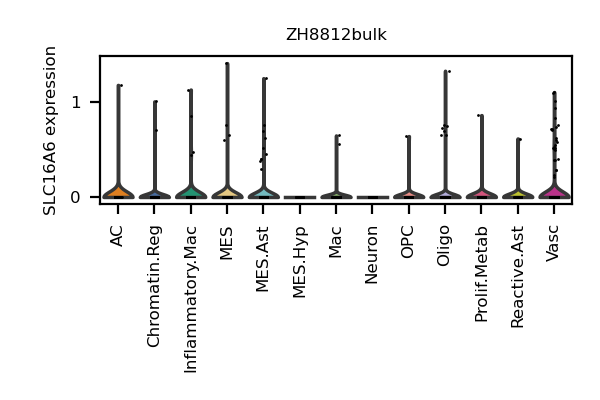 ZH8812bulk
SLC16A6 expression
1
0
AC
Chromatin.Reg
Inflammatory.Mac
MES
MES.Ast
MES.Hyp
Mac
Neuron
OPC
Oligo
Prolif.Metab
Reactive.Ast
Vasc